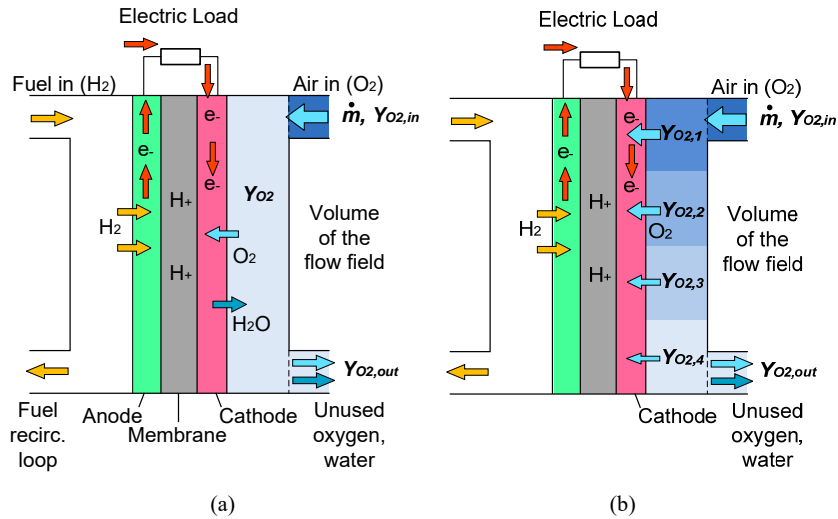 Electric Load
Fuel in (H2)
Air in (O2)
ṁ, YO2,in
e-
e-
e-
YO2
H+
H2
O2
H+
H2O
Volume
of the
flow field
YO2,out
Fuel
recirc.
loop
Anode
Membrane
Cathode
Unused
oxygen,
water
(a)
Electric Load
Air in (O2)
ṁ, YO2,in
e-
YO2,1
e-
e-
H+
YO2,2
H2
O2
H+
YO2,3
Volume
of the
flow field
YO2,4
YO2,out
Cathode
Unused
oxygen,
water
(b)